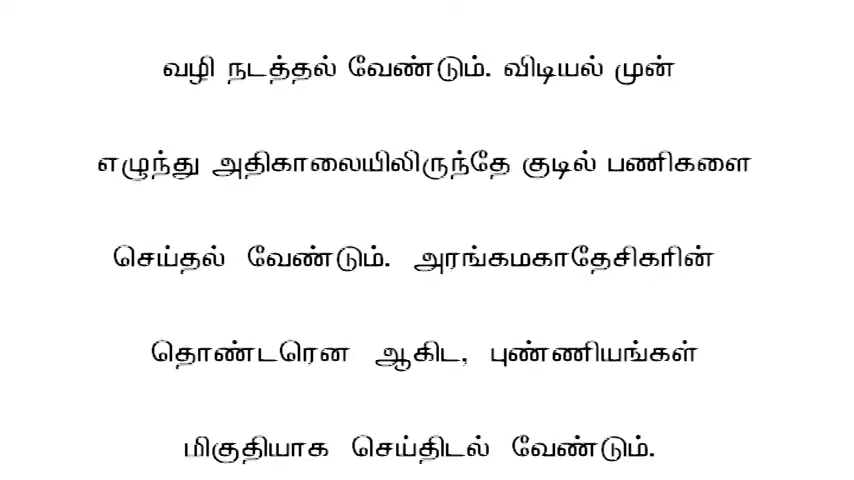 வழி நடத்தல் வேண்டும். விடியல் முன்
எழுந்து அதிகாலையிலிருந்தே குடில் பணிகளை
செய்தல் வேண்டும். அரங்கமகாதேசிகரின்
தொண்டரென ஆகிட, புண்ணியங்கள்
மிகுதியாக செய்திடல் வேண்டும்.